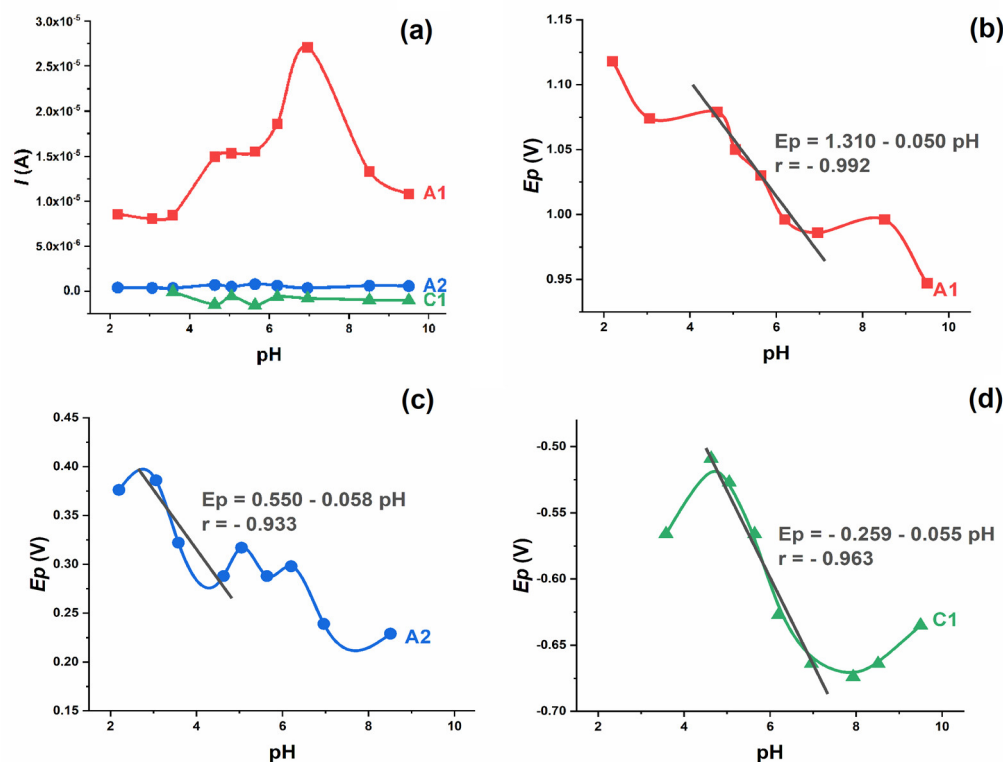 (a)
3.0x10⁻⁵
2.5x10⁻⁵
2.0x10⁻⁵
1.5x10⁻⁵
1.0x10⁻⁵
5.0x10⁻⁶
0.0
I (A)
A1
A2
C1
2 4 6 8 10
pH
(b)
1.15
1.10
1.05
1.00
0.95
Ep (V)
Ep = 1.310 - 0.050 pH
r = - 0.992
A1
2 4 6 8 10
pH
(c)
0.45
0.40
0.35
0.30
0.25
0.20
0.15
Ep (V)
Ep = 0.550 - 0.058 pH
r = - 0.933
A2
2 4 6 8 10
pH
(d)
-0.50
-0.55
-0.60
-0.65
-0.70
Ep (V)
Ep = - 0.259 - 0.055 pH
r = - 0.963
C1
2 4 6 8 10
pH